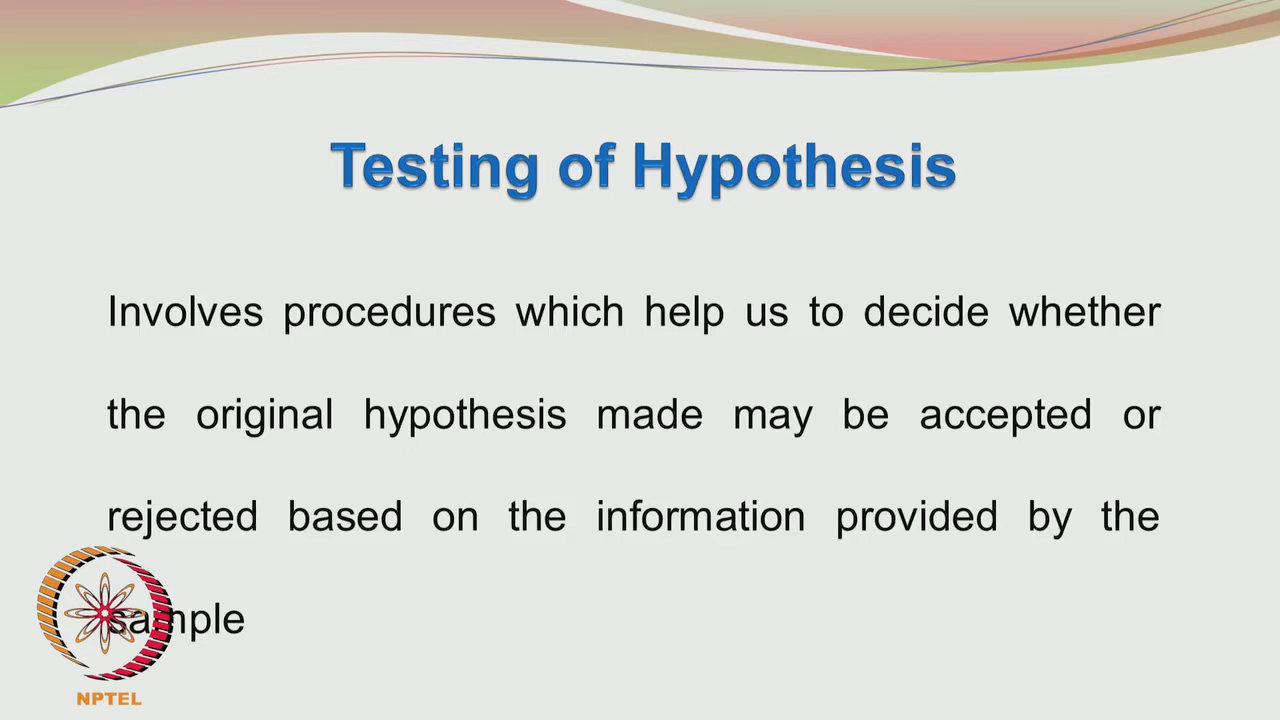 Testing of Hypothesis
Involves procedures which help us to decide whether
the original hypothesis made may be accepted or
rejected based on the information provided by the
sample
NPTEL